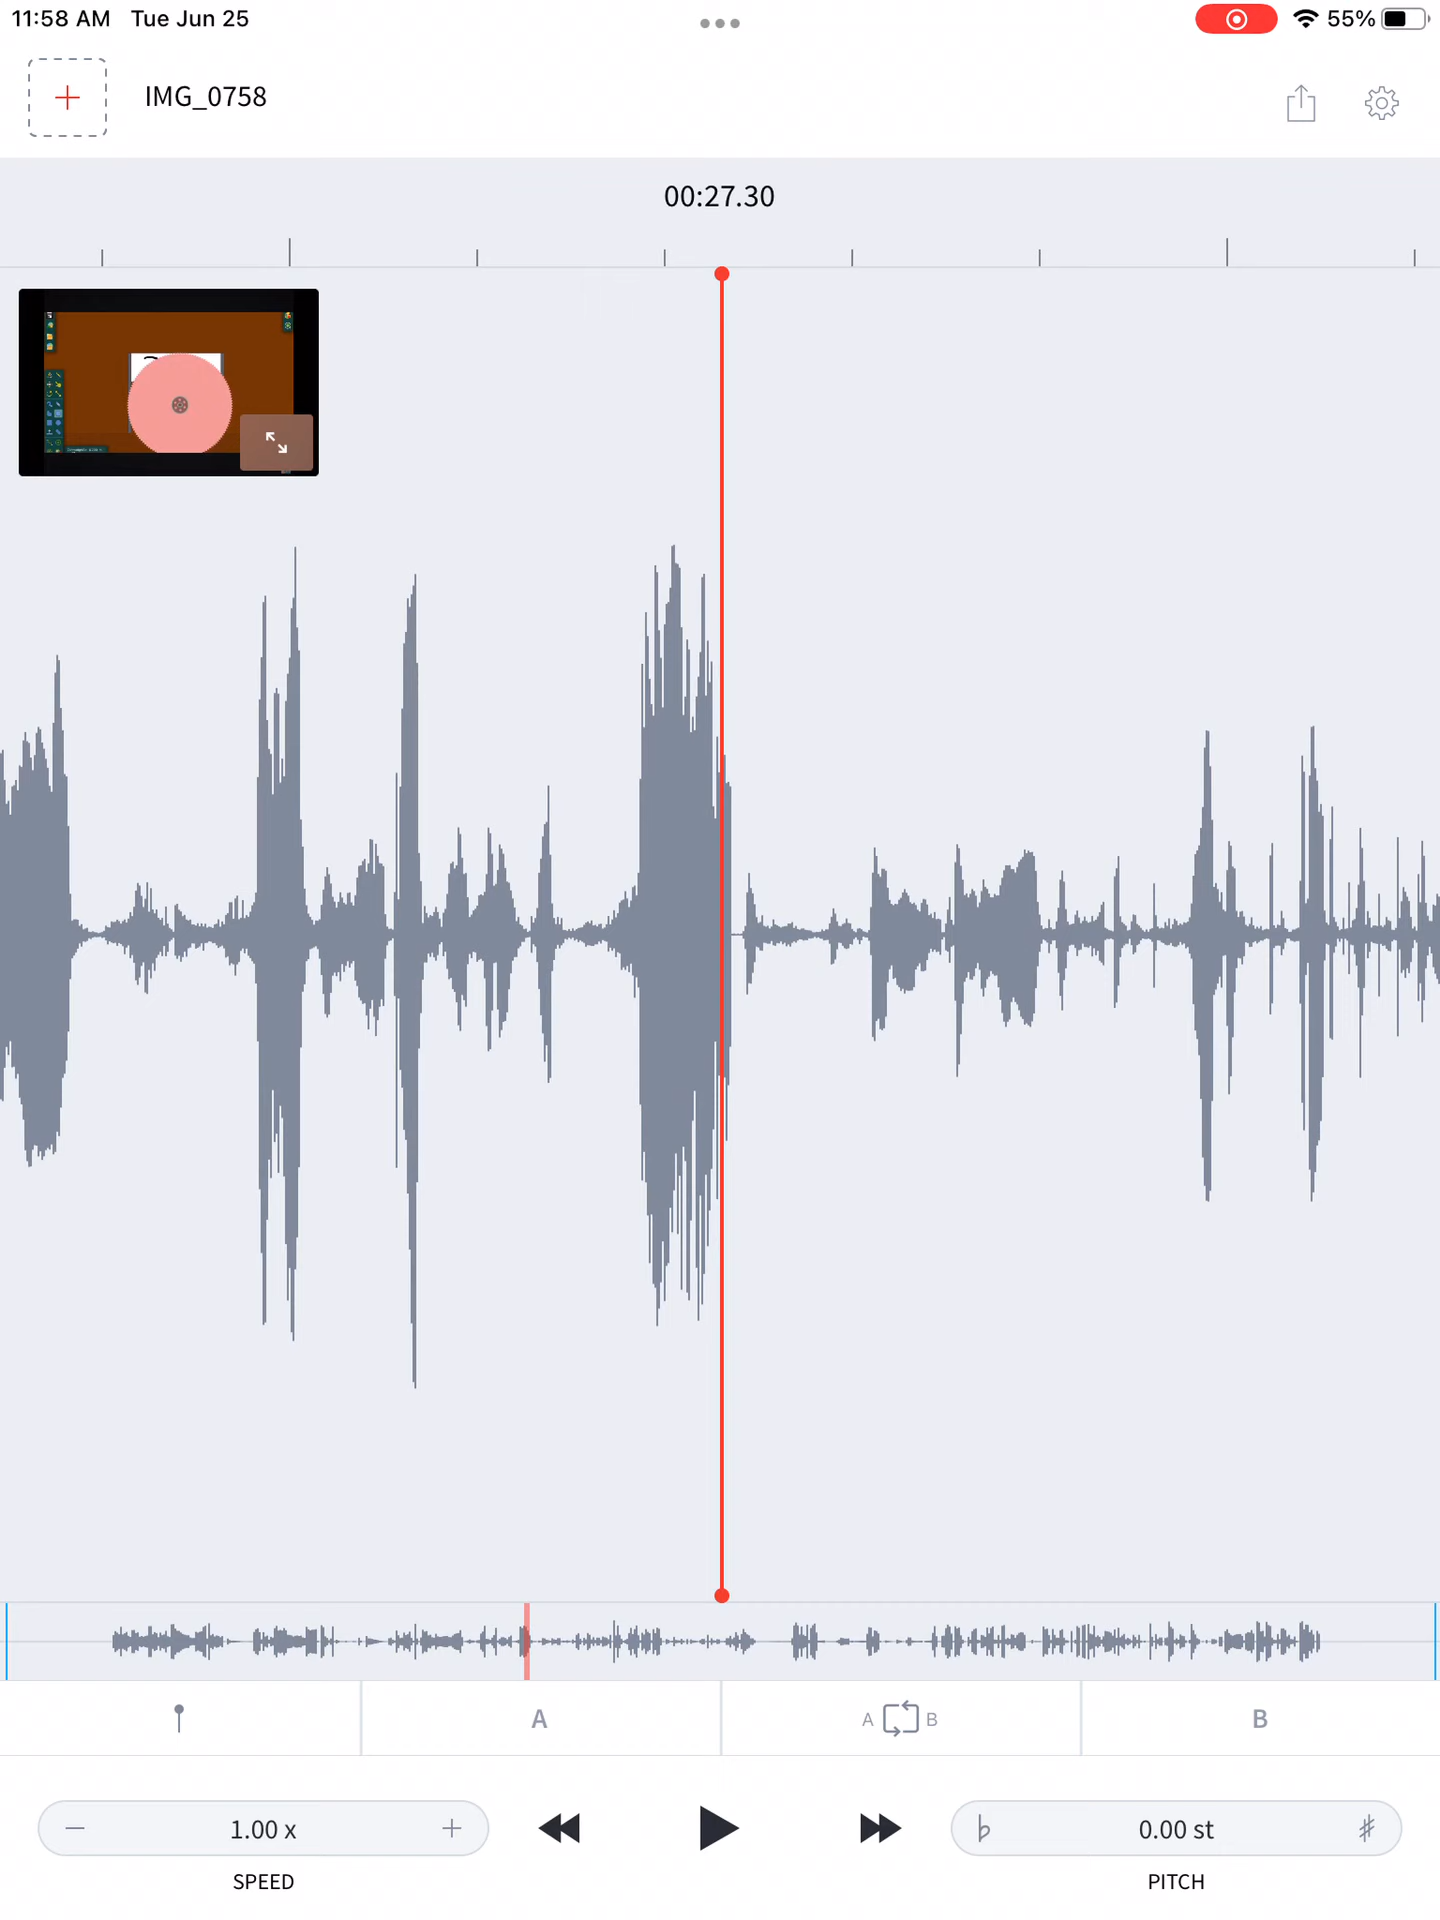 11:58 AM Tue Jun 25
55%
IMG_0758
00:27.30
A
A B
B
1.00 x
0.00 st
SPEED
PITCH